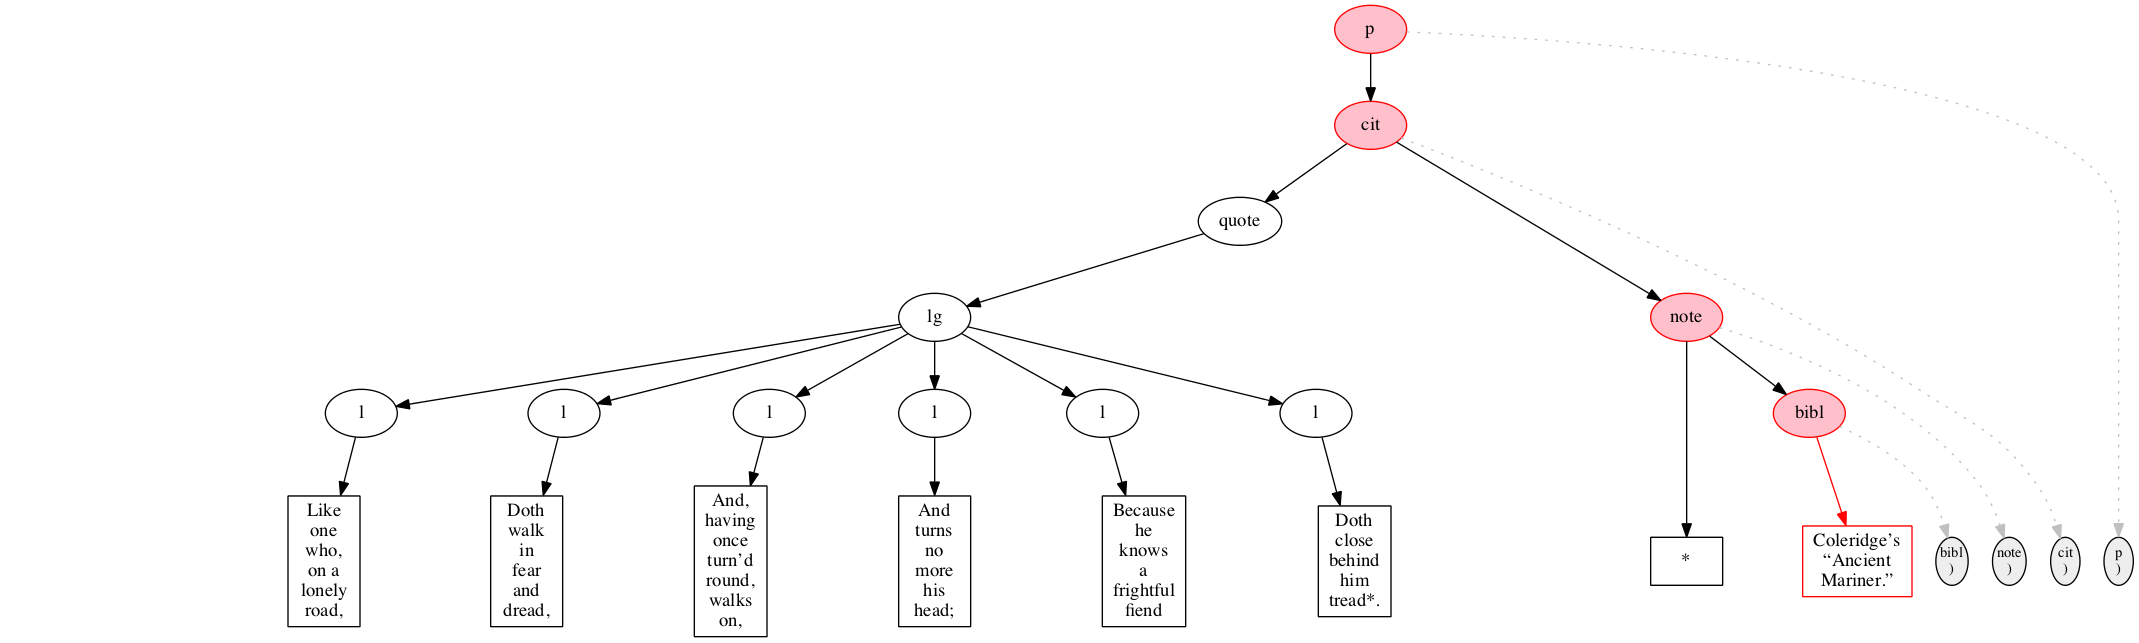 p
cit
quote
lg
note
l
l
l
l
l
l
bibl
Like
one
who,
on a
lonely
road,
Doth
walk
in
fear
and
dread,
And,
having
once
turn’d
round,
walks
on,
And
turns
no
more
his
head;
Because
he
knows
a
frightful
fiend
Doth
close
behind
him
tread*.
*
Coleridge’s
“Ancient
Mariner.”
bibl
)
note
)
cit
)
p
)